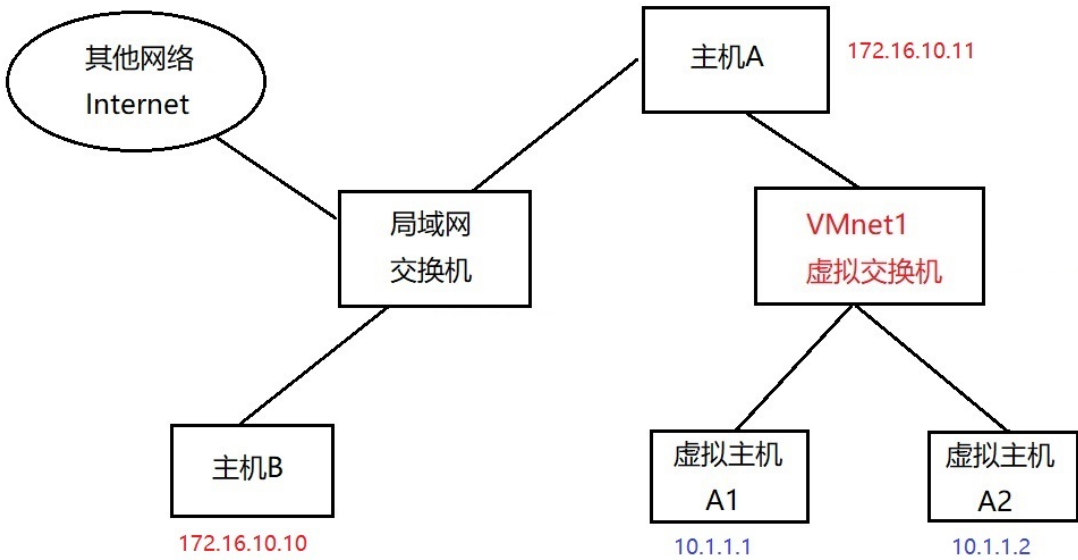 其他网络
Internet
主机A
172.16.10.11
局域网
交换机
VMnet1
虚拟交换机
主机B
172.16.10.10
虚拟主机
A1
10.1.1.1
虚拟主机
A2
10.1.1.2